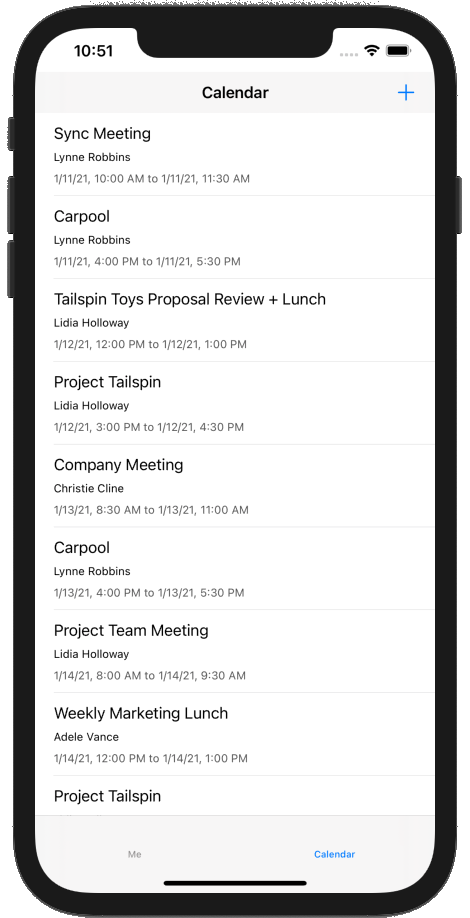 10:51
Calendar
Sync Meeting
Lynne Robbins
1/11/21, 10:00 AM to 1/11/21, 11:30 AM
Carpool
Lynne Robbins
1/11/21, 4:00 PM to 1/11/21, 5:30 PM
Tailspin Toys Proposal Review + Lunch
Lidia Holloway
1/12/21, 12:00 PM to 1/12/21, 1:00 PM
Project Tailspin
Lidia Holloway
1/12/21, 3:00 PM to 1/12/21, 4:30 PM
Company Meeting
Christie Cline
1/13/21, 8:30 AM to 1/13/21, 11:00 AM
Carpool
Lynne Robbins
1/13/21, 4:00 PM to 1/13/21, 5:30 PM
Project Team Meeting
Lidia Holloway
1/14/21, 8:00 AM to 1/14/21, 9:30 AM
Weekly Marketing Lunch
Adele Vance
1/14/21, 12:00 PM to 1/14/21, 1:00 PM
Project Tailspin
Me Calendar